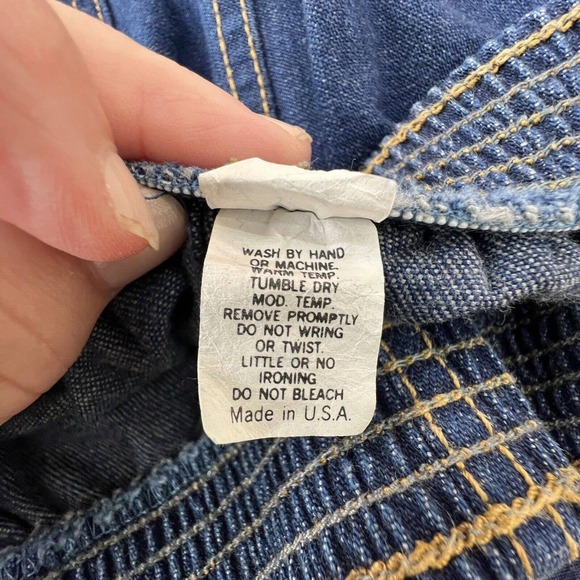 WASH BY HAND
OR MACHINE.
WARM TEMP.
TUMBLE DRY
MOD. TEMP.
REMOVE PROMPTLY
DO NOT WRING
OR TWIST.
LITTLE OR NO
IRONING
DO NOT BLEACH
Made in U.S.A.